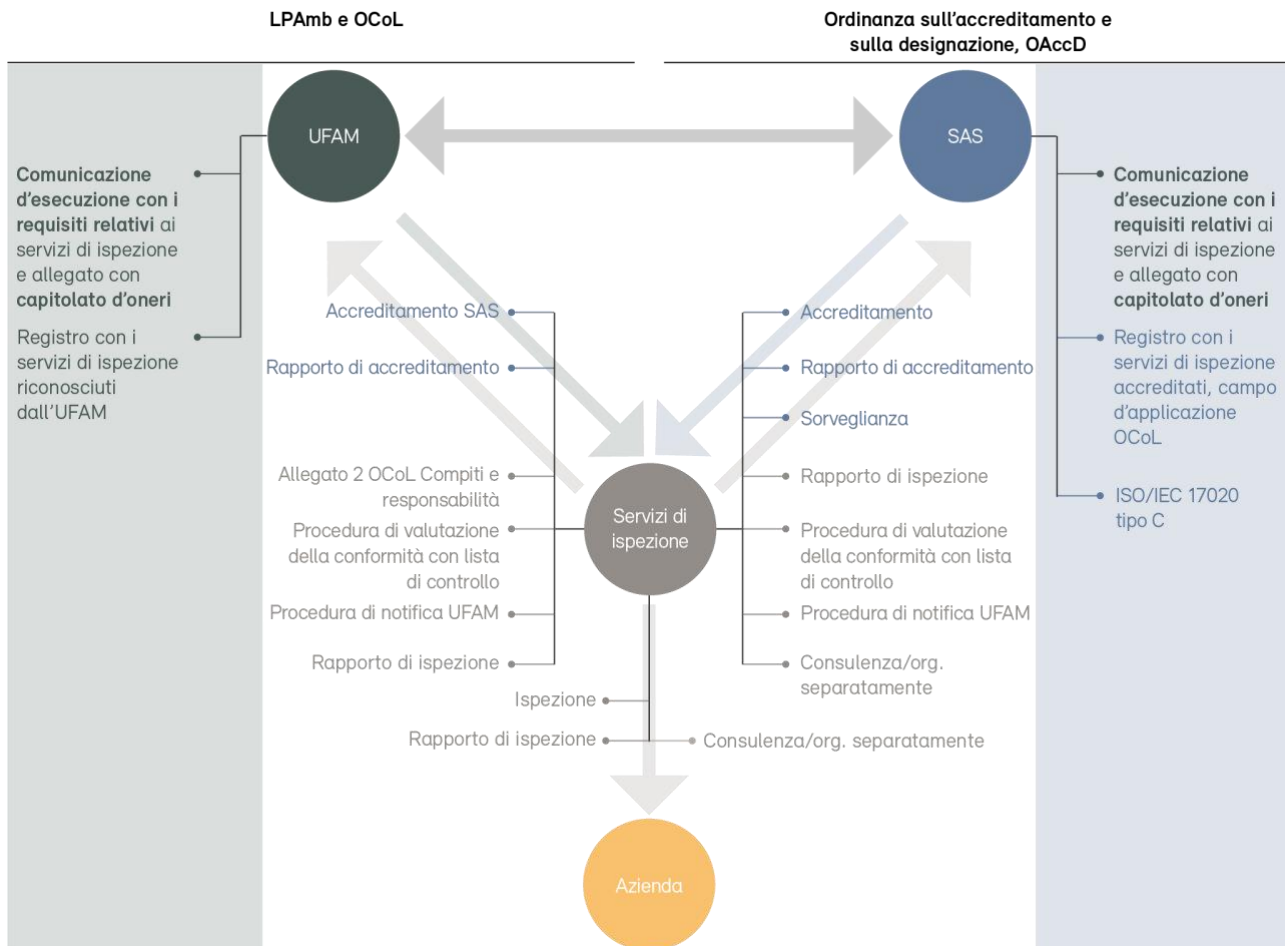 LPAmb e OCoL
Ordinanza sull'accreditamento e
sulla designazione, OAccD
UFAM
SAS
Comunicazione
d'esecuzione con i
requisiti relativi ai
servizi di ispezione
e allegato con
capitolato d'oneri
Registro con i
servizi di ispezione
riconosciuti
dall'UFAM
Accreditamento SAS
Rapporto di accreditamento
Allegato 2 OCoL Compiti e
responsabilità
Procedura di valutazione
della conformità con lista
di controllo
Procedura di notifica UFAM
Rapporto di ispezione
Servizi di
ispezione
Accreditamento
Rapporto di accreditamento
Sorveglianza
Rapporto di ispezione
Procedura di valutazione
della conformità con lista
di controllo
Procedura di notifica UFAM
Consulenza/org.
separatamente
Comunicazione
d'esecuzione con i
requisiti relativi ai
servizi di ispezione
e allegato con
capitolato d'oneri
Registro con i
servizi di ispezione
accreditati, campo
d'applicazione
OCoL
ISO/IEC 17020
tipo C
Ispezione
Rapporto di ispezione
Consulenza/org. separatamente
Azienda